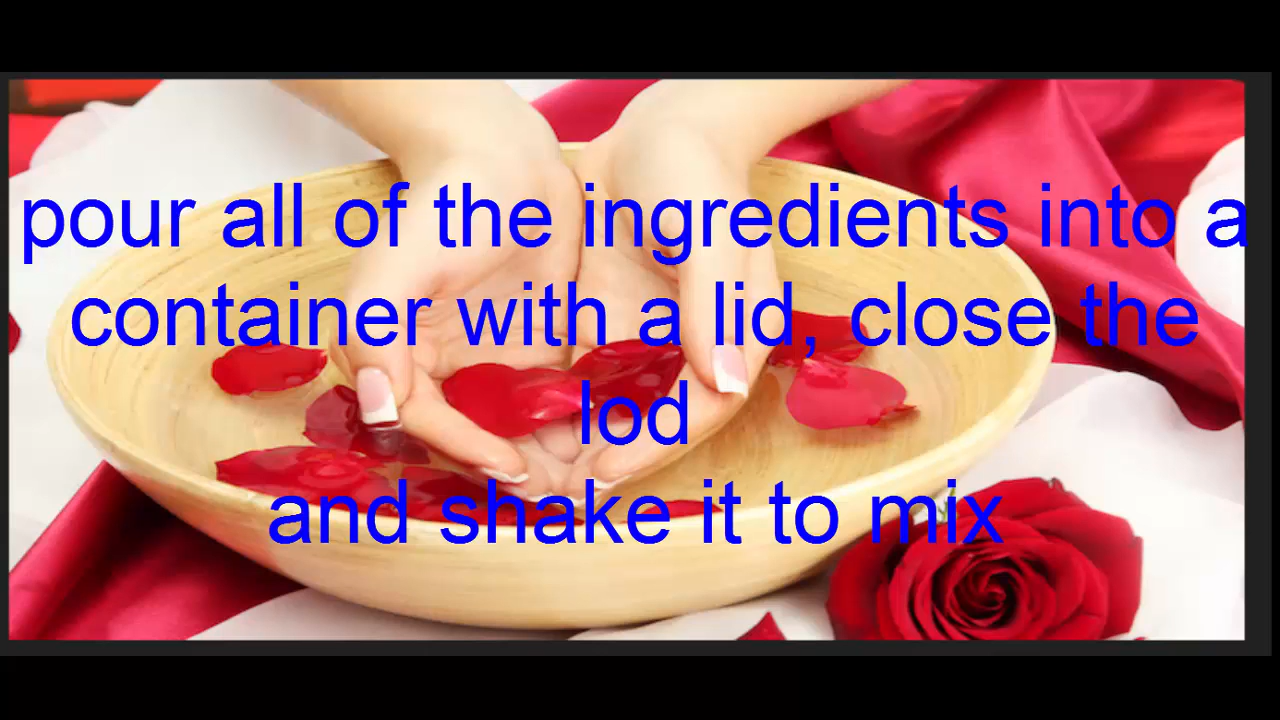 pour all of the ingredients into a
container with a lid, close the
lod
and shake it to mix